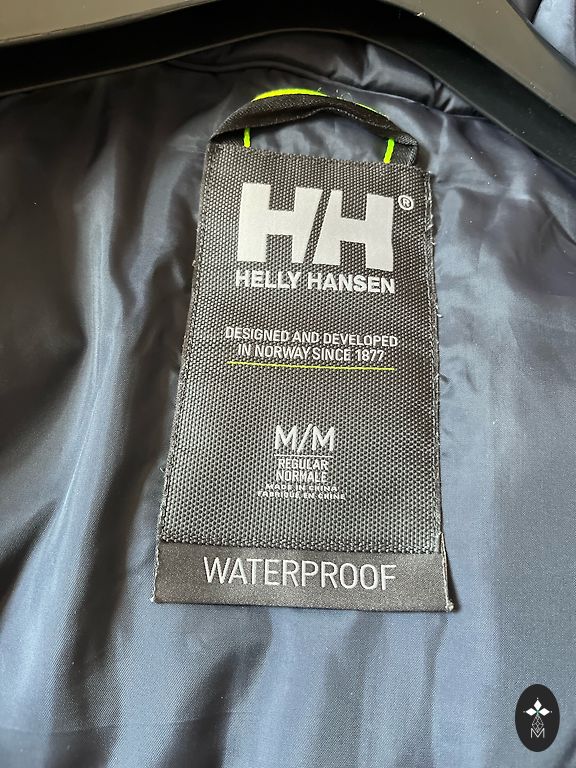 HH®
HELLY HANSEN
DESIGNED AND DEVELOPED
IN NORWAY SINCE 1877
M/M
REGULAR
NORMALE
MADE IN CHINA
FABRIQUÉ EN CHINE
WATERPROOF
M